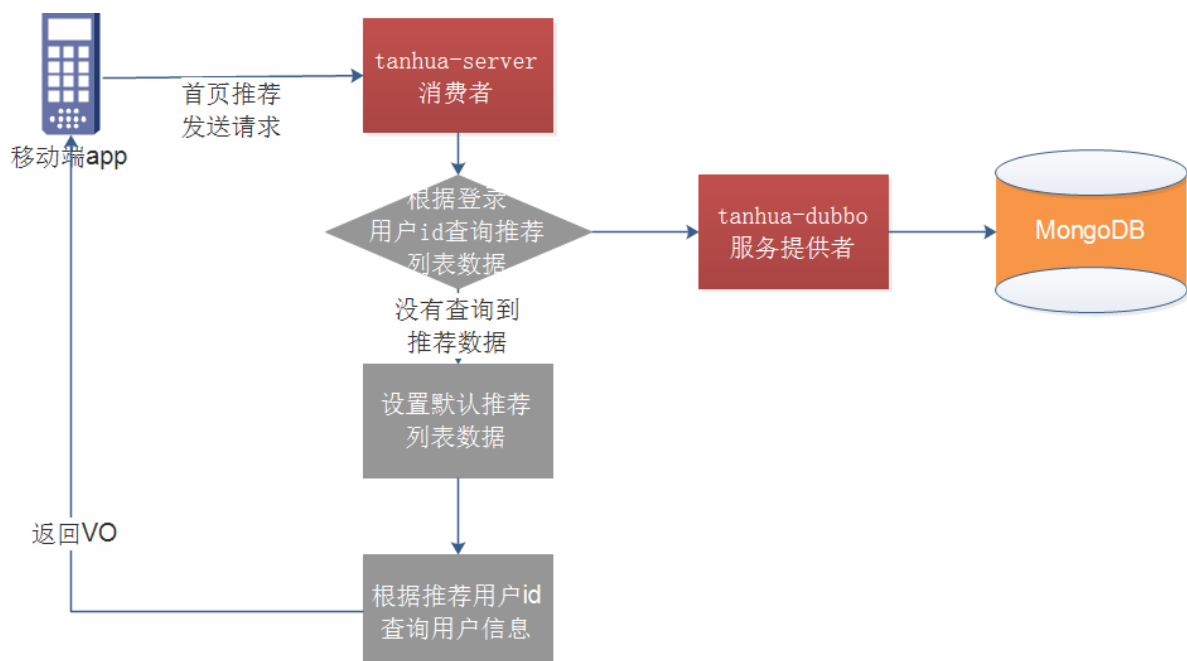 首页推荐
发送请求
移动端app
tanhua-server
消费者
根据登录
用户id查询推荐
列表数据
tanhua-dubbo
服务提供者
MongoDB
没有查询到
推荐数据
设置默认推荐
列表数据
根据推荐用户id
查询用户信息
返回VO